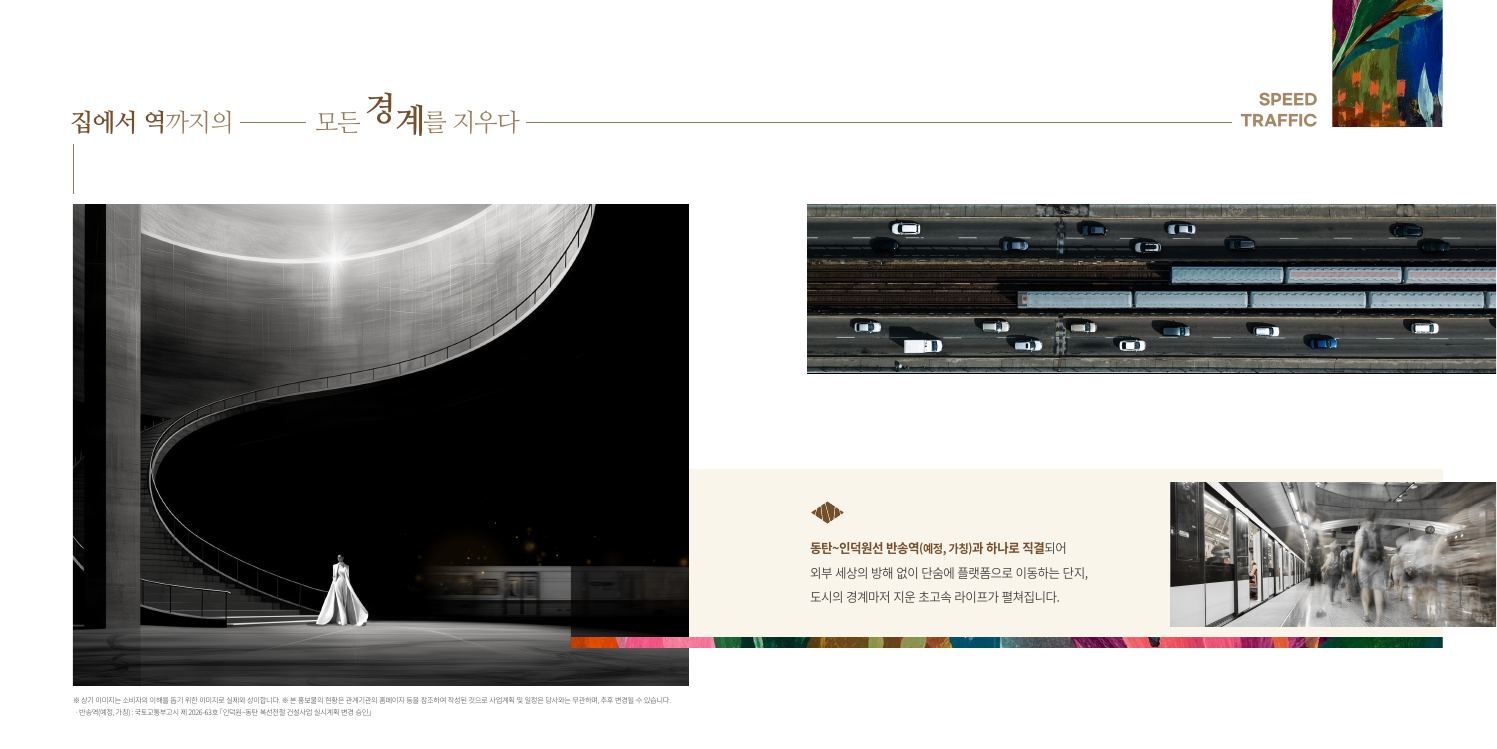 집에서 역까지의 모든 경계를 지우다
SPEED
TRAFFIC
동탄~인덕원선 반송역(예정, 가칭)과 하나로 직결되어
외부 세상의 방해 없이 단숨에 플랫폼으로 이동하는 단지,
도시의 경계마저 지운 초고속 라이프가 펼쳐집니다.
※ 상기 이미지는 소비자의 이해를 돕기 위한 이미지로 실제와 상이합니다. ※ 본 홍보물의 현황은 관계기관의 홈페이지 등을 참조하여 작성된 것으로 사업계획 및 일정은 당사와는 무관하며, 추후 변경될 수 있습니다.
· 반송역(예정, 가칭) : 국토교통부고시 제 2026-63호 「인덕원~동탄 복선전철 건설사업 실시계획 변경 승인」